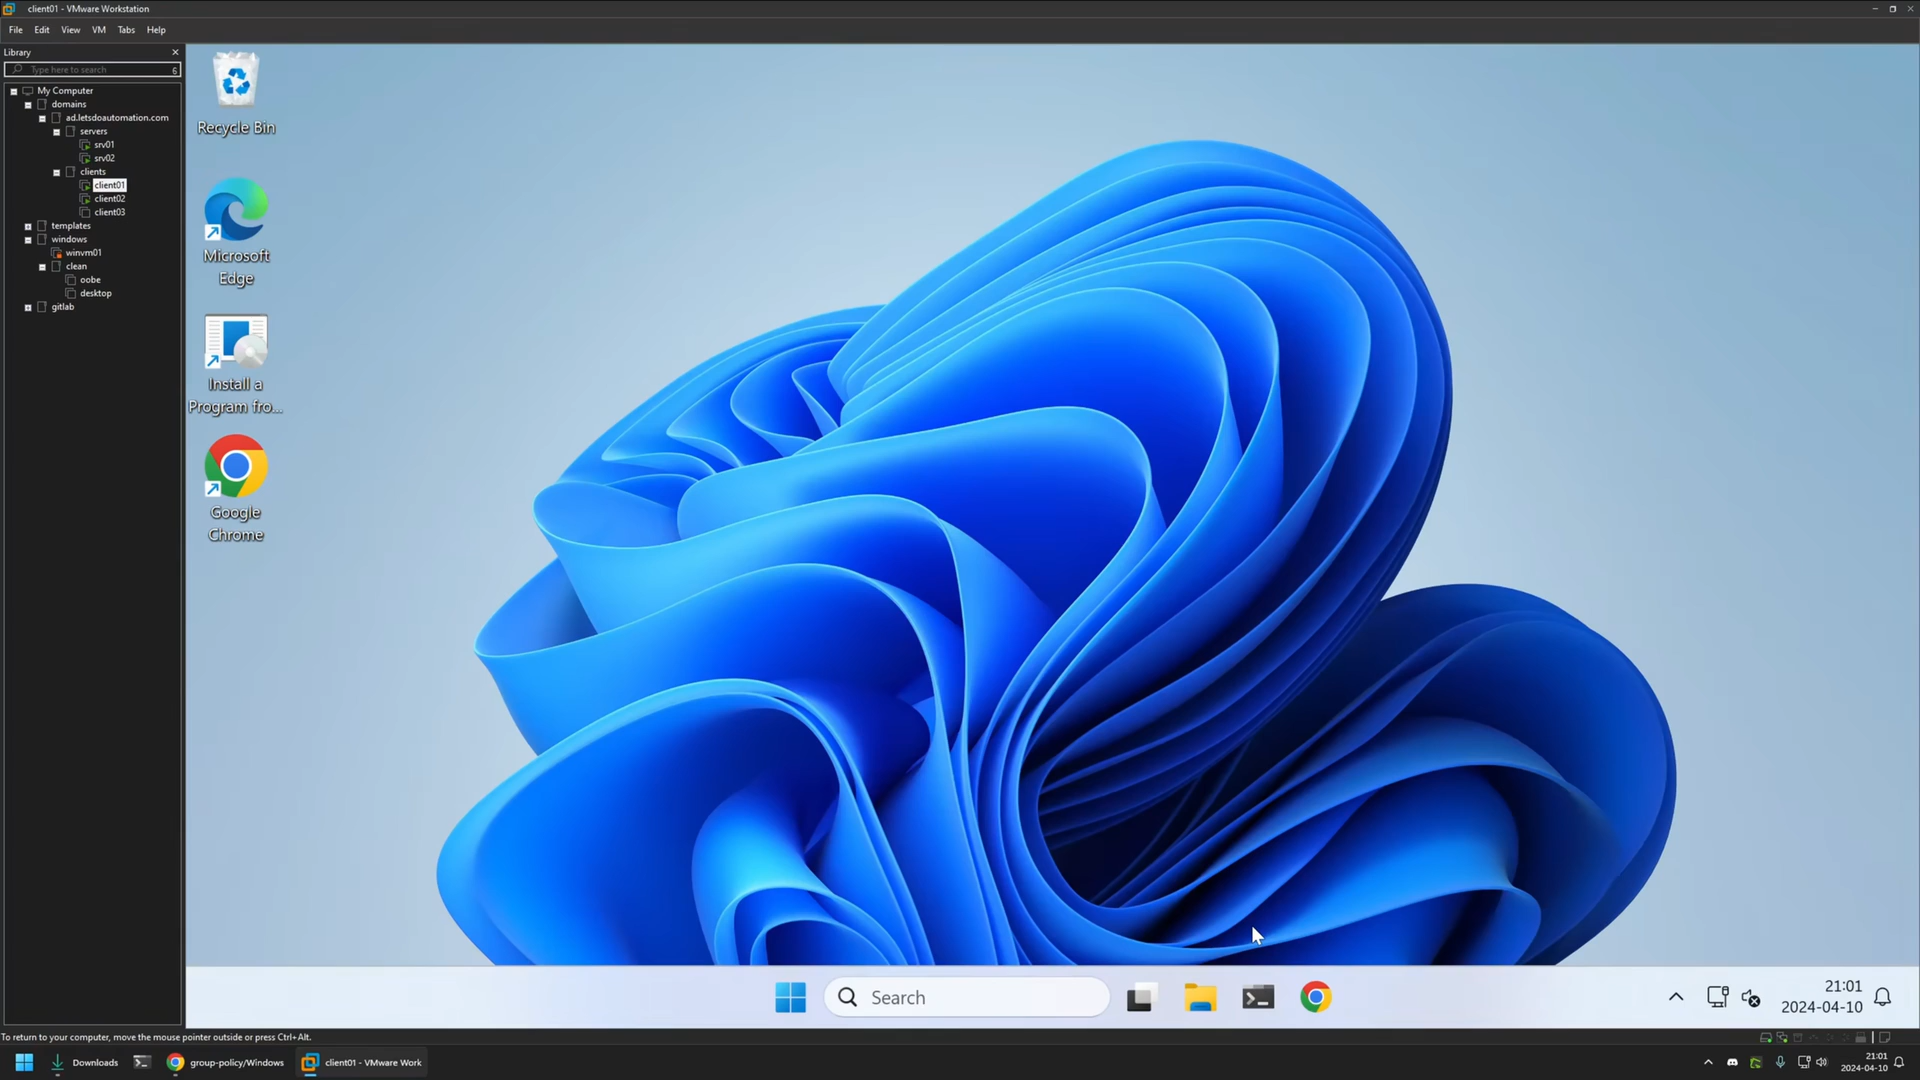 client01 - VMware Workstation
File Edit View VM Tabs Help
Library
Type here to search
My Computer
domains
ad.letsdoautomation.com
servers
srv01
srv02
clients
client01
client02
client03
templates
windows
winvm01
clean
oobe
desktop
gitlab
Recycle Bin
Microsoft
Edge
Install a
Program fro...
Google
Chrome
Search
21:01
2024-04-10
To return to your computer, move the mouse pointer outside or press Ctrl+Alt.
Downloads
group-policy/Windows
client01 - VMware Work
21:01
2024-04-10